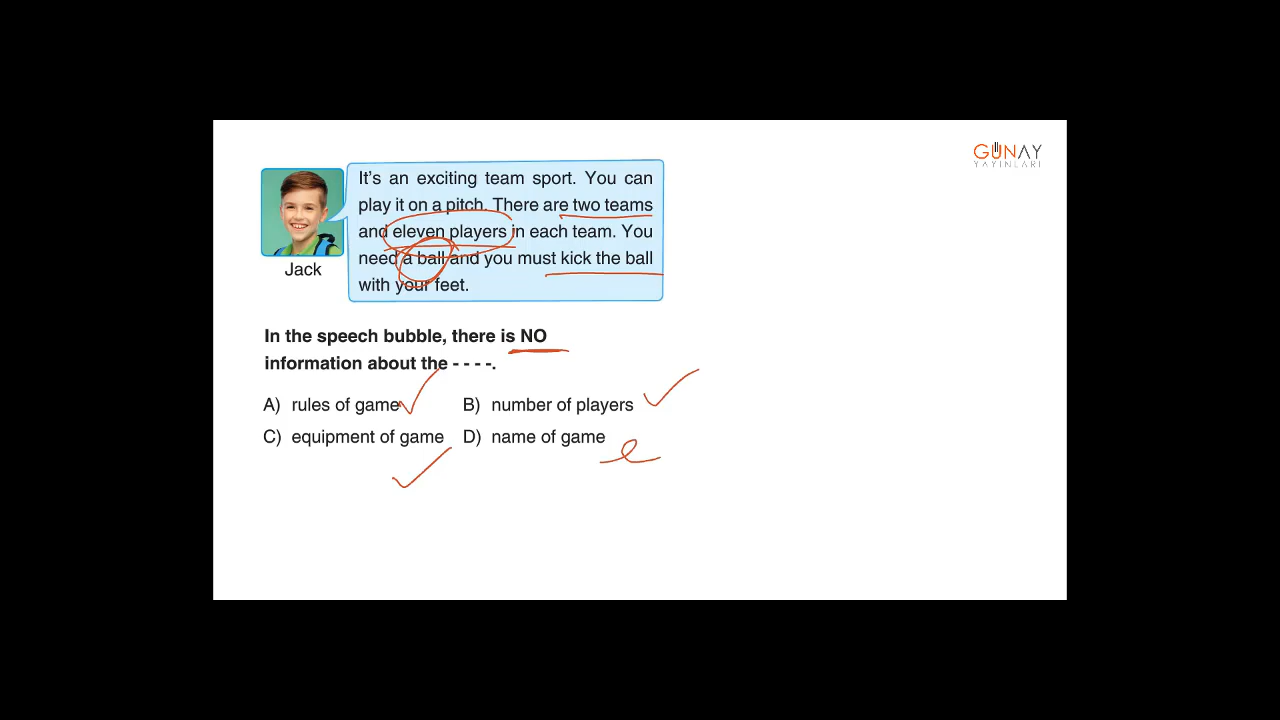 GÜNAY
YAYINLARI
It's an exciting team sport. You can
play it on a pitch. There are two teams
and eleven players in each team. You
need a ball and you must kick the ball
with your feet.
Jack
In the speech bubble, there is NO
information about the - - - -.
A) rules of game
B) number of players
C) equipment of game
D) name of game